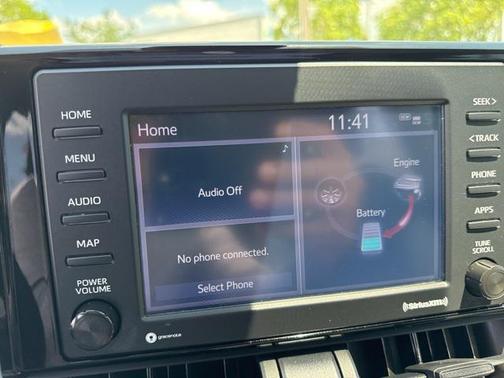 HOME
MENU
AUDIO
MAP
POWER
VOLUME
gracenote
Home
11:41
Audio Off
No phone connected.
Select Phone
Engine
Battery
SEEK >
< TRACK
PHONE
APPS
TUNE
SCROLL
((SiriusXM))